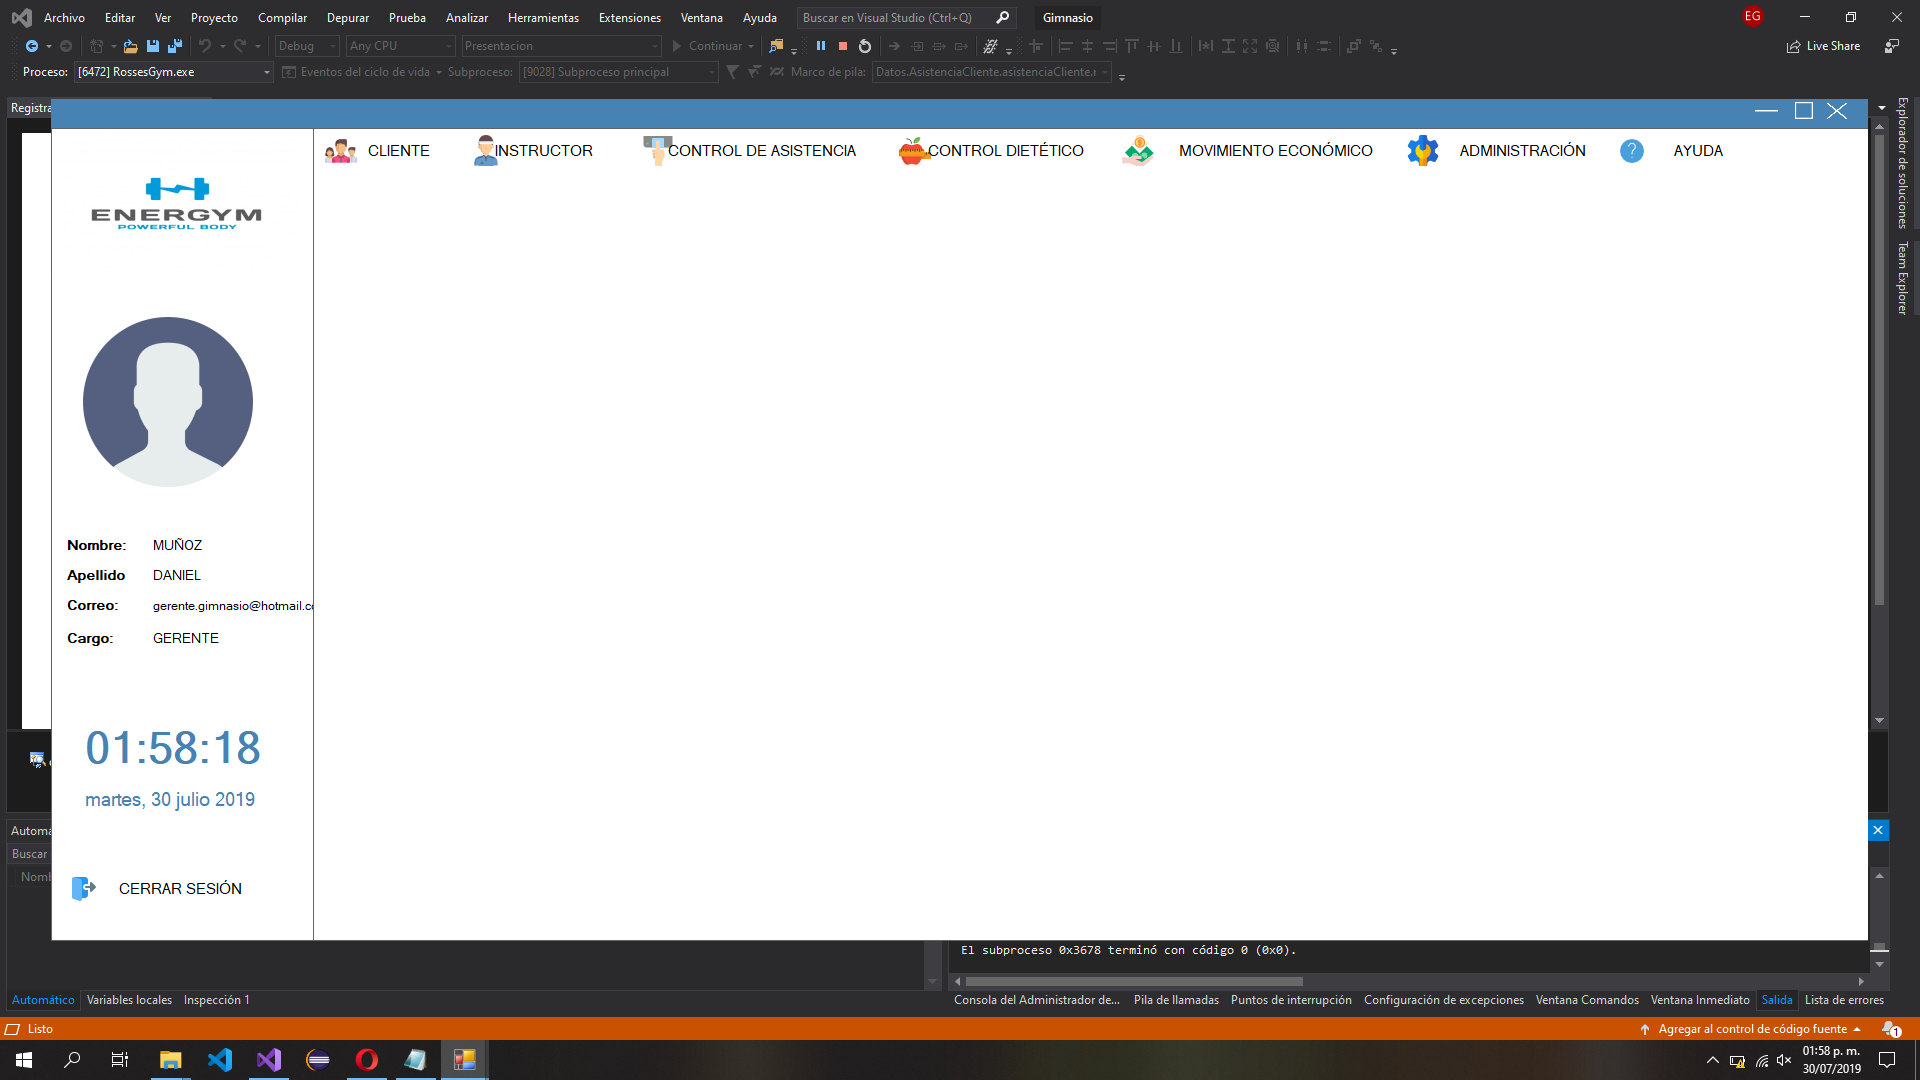 Archivo Editar Ver Proyecto Compilar Depurar Prueba Analizar Herramientas Extensiones Ventana Ayuda Buscar en Visual Studio (Ctrl+Q) Gimnasio EG
Debug Any CPU Presentacion Continuar Live Share
Proceso: [6472] RossesGym.exe Eventos del ciclo de vida Subproceso: [9028] Subproceso principal Marco de pila: Datos.AsistenciaCliente.asistenciaCliente.r
Registra
CLIENTE INSTRUCTOR CONTROL DE ASISTENCIA CONTROL DIETÉTICO MOVIMIENTO ECONÓMICO ADMINISTRACIÓN ? AYUDA
Explorador de soluciones
Team Explorer
ENERGYM
POWERFUL BODY
Nombre: MUÑOZ
Apellido DANIEL
Correo: gerente.gimnasio@hotmail.co
Cargo: GERENTE
01:58:18
martes, 30 julio 2019
CERRAR SESIÓN
Automá
Buscar
Nomb
El subproceso 0x3678 terminó con código 0 (0x0).
Automático Variables locales Inspección 1
Consola del Administrador de... Pila de llamadas Puntos de interrupción Configuración de excepciones Ventana Comandos Ventana Inmediato Salida Lista de errores
Listo Agregar al control de código fuente 1
01:58 p. m.
30/07/2019